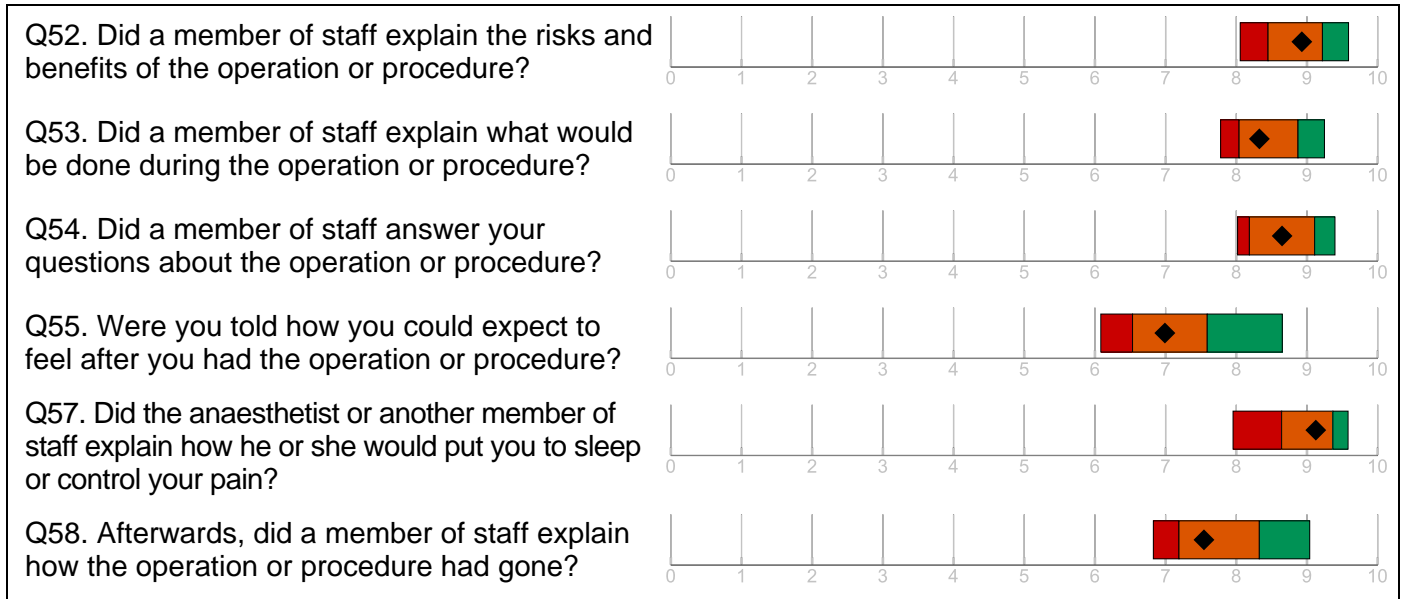 Q52. Did a member of staff explain the risks and
benefits of the operation or procedure?
0 1 2 3 4 5 6 7 8 9 10
Q53. Did a member of staff explain what would
be done during the operation or procedure?
0 1 2 3 4 5 6 7 8 9 10
Q54. Did a member of staff answer your
questions about the operation or procedure?
0 1 2 3 4 5 6 7 8 9 10
Q55. Were you told how you could expect to
feel after you had the operation or procedure?
0 1 2 3 4 5 6 7 8 9 10
Q57. Did the anaesthetist or another member of
staff explain how he or she would put you to sleep
or control your pain?
0 1 2 3 4 5 6 7 8 9 10
Q58. Afterwards, did a member of staff explain
how the operation or procedure had gone?
0 1 2 3 4 5 6 7 8 9 10